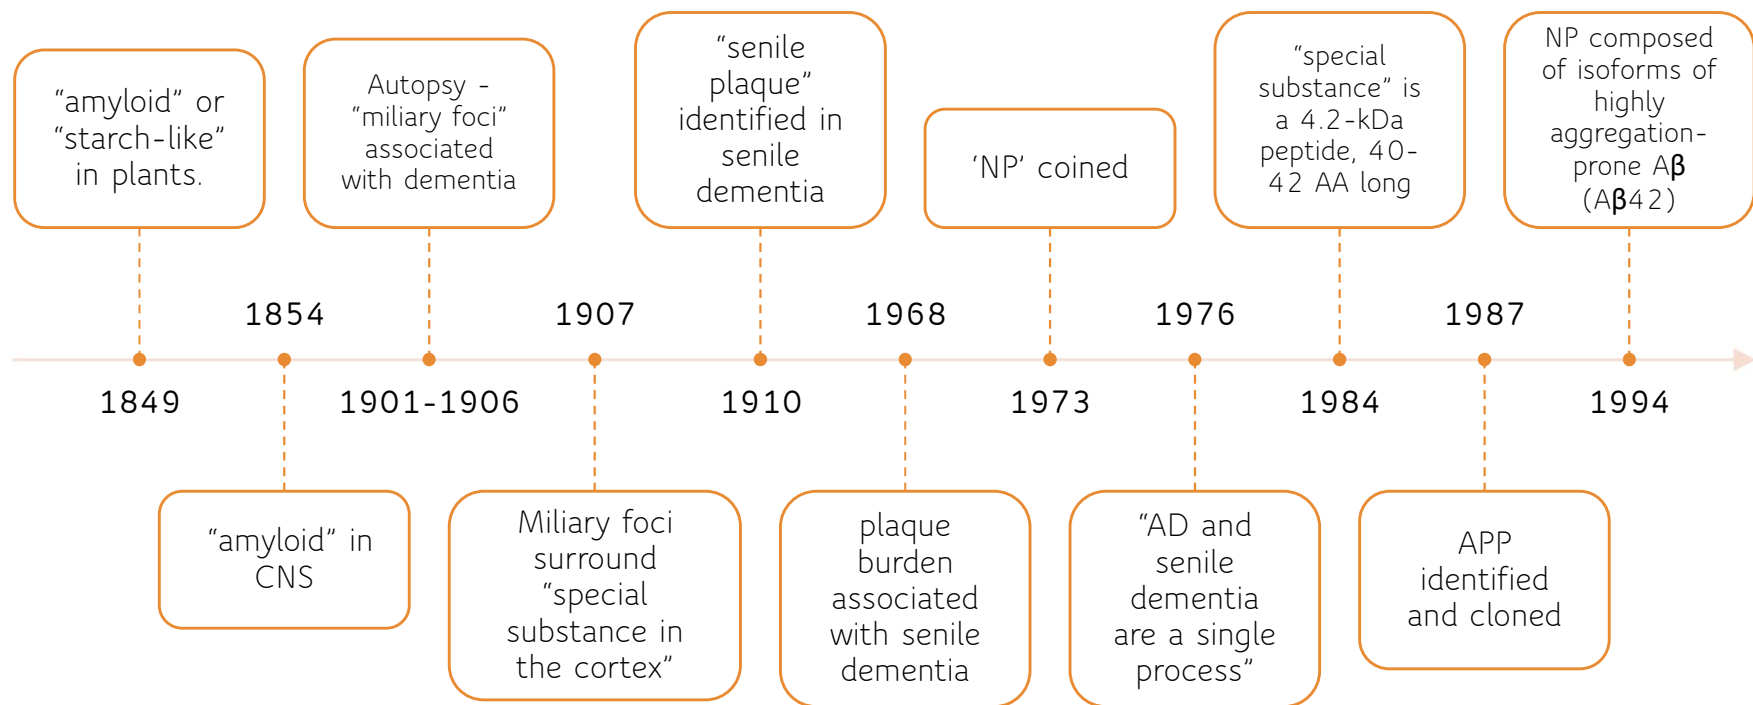 “amyloid” or
“starch-like”
in plants.
Autopsy -
“miliary foci”
associated
with dementia
“senile
plaque”
identified in
senile
dementia
‘NP’ coined
“special
substance” is
a 4.2-kDa
peptide, 40-
42 AA long
NP composed
of isoforms of
highly
aggregation-
prone Aβ
(Aβ42)
1854
1907
1968
1976
1987
1849
1901-1906
1910
1973
1984
1994
“amyloid” in
CNS
Miliary foci
surround
“special
substance in
the cortex”
plaque
burden
associated
with senile
dementia
“AD and
senile
dementia
are a single
process”
APP
identified
and cloned